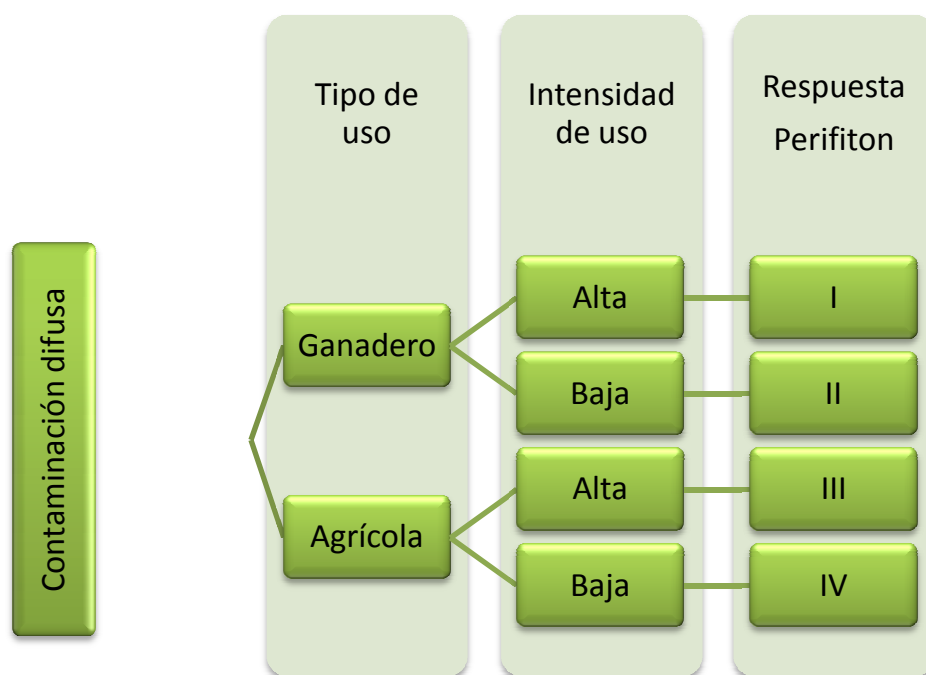 Tipo de
uso
Intensidad
de uso
Respuesta
Perifiton
Contaminación difusa
Ganadero
Alta
I
Baja
II
Agrícola
Alta
III
Baja
IV